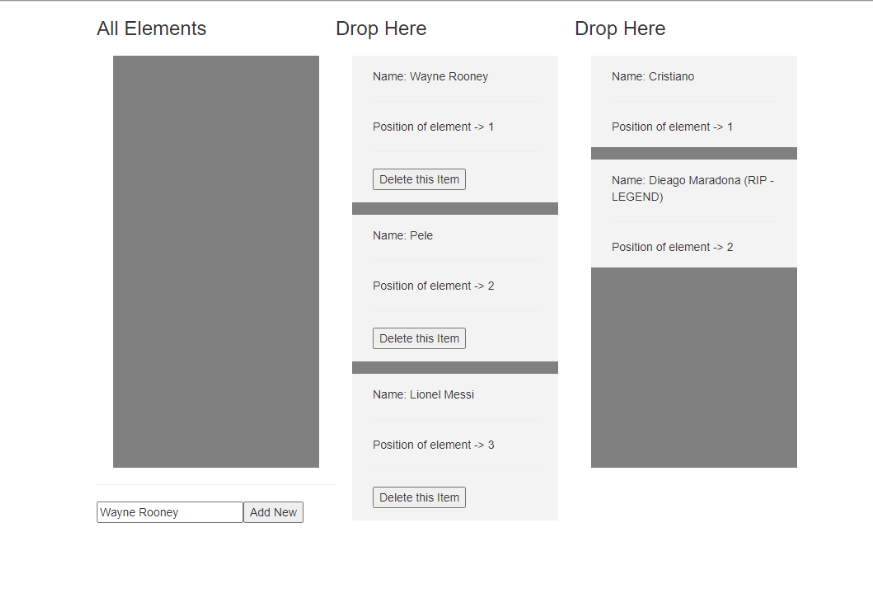 All Elements
Wayne Rooney Add New
Drop Here
Name: Wayne Rooney
Position of element -> 1
Delete this Item
Name: Pele
Position of element -> 2
Delete this Item
Name: Lionel Messi
Position of element -> 3
Delete this Item
Drop Here
Name: Cristiano
Position of element -> 1
Name: Dieago Maradona (RIP -
LEGEND)
Position of element -> 2